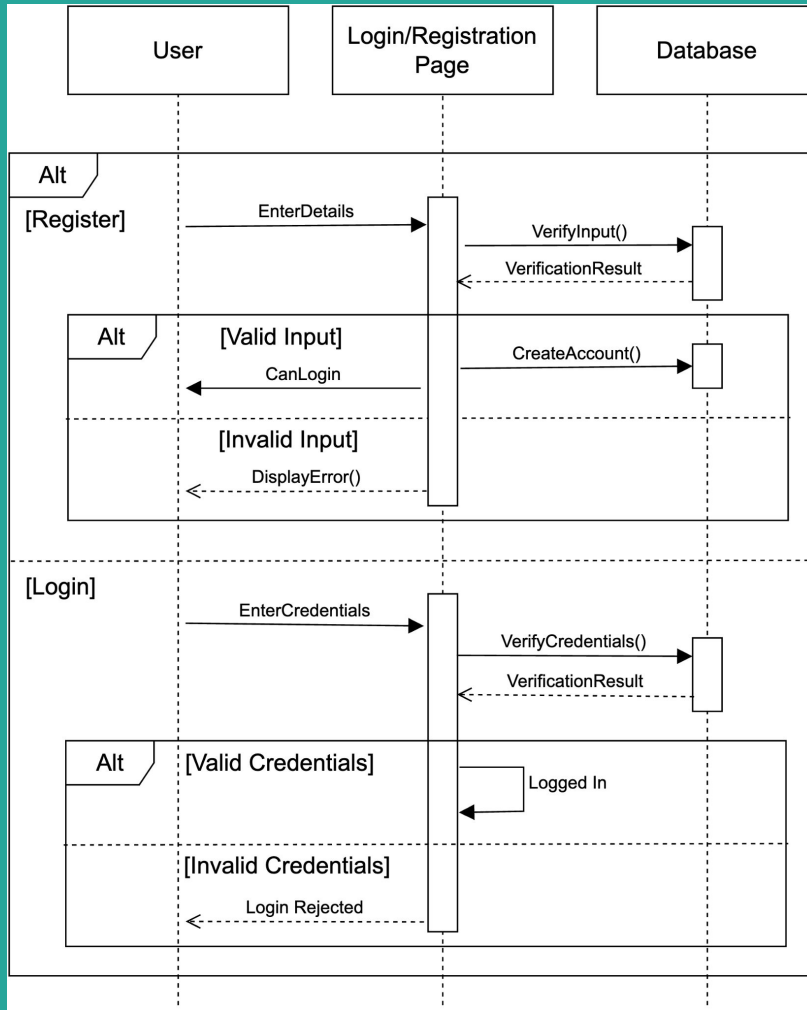 User
Login/Registration
Page
Database
Alt
[Register]
EnterDetails
VerifyInput()
VerificationResult
Alt
[Valid Input]
CreateAccount()
CanLogin
[Invalid Input]
DisplayError()
[Login]
EnterCredentials
VerifyCredentials()
VerificationResult
Alt
[Valid Credentials]
Logged In
[Invalid Credentials]
Login Rejected